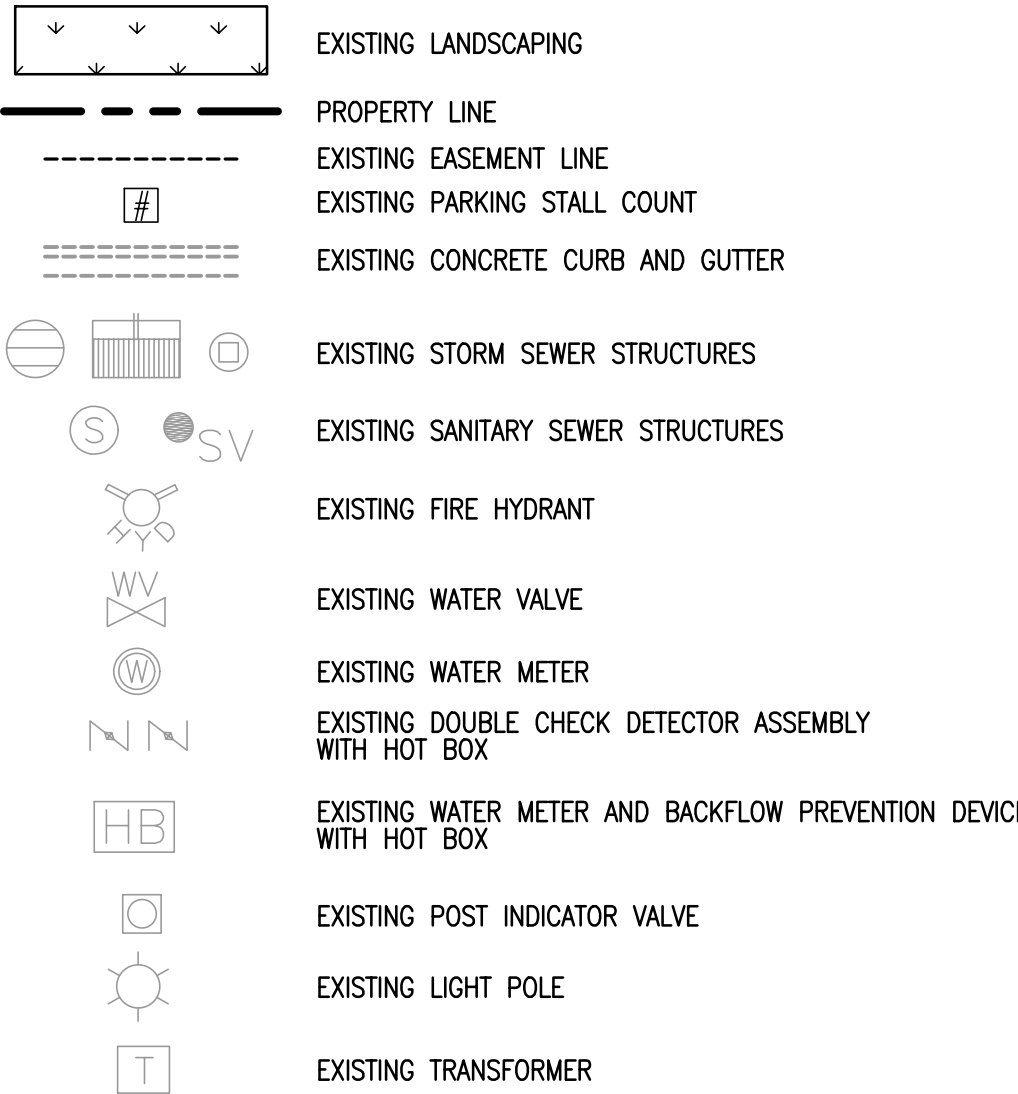 EXISTING LANDSCAPING
PROPERTY LINE
EXISTING EASEMENT LINE
#
EXISTING PARKING STALL COUNT
EXISTING CONCRETE CURB AND GUTTER
EXISTING STORM SEWER STRUCTURES
S
SV
EXISTING SANITARY SEWER STRUCTURES
HYD
EXISTING FIRE HYDRANT
WV
EXISTING WATER VALVE
W
EXISTING WATER METER
EXISTING DOUBLE CHECK DETECTOR ASSEMBLY
WITH HOT BOX
HB
EXISTING WATER METER AND BACKFLOW PREVENTION
WITH HOT BOX
EXISTING POST INDICATOR VALVE
EXISTING LIGHT POLE
T
EXISTING TRANSFORMER